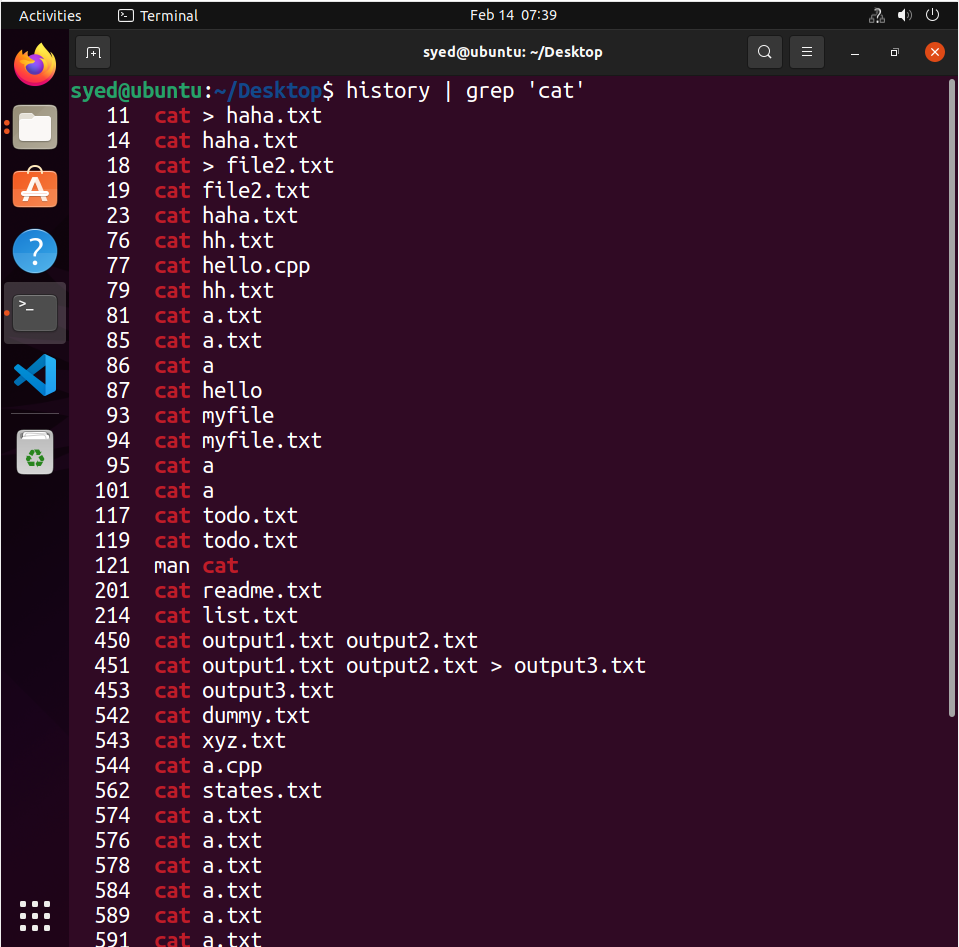 Activities Terminal Feb 14 07:39
syed@ubuntu: ~/Desktop
syed@ubuntu:~/Desktop$ history | grep 'cat'
11 cat > haha.txt
14 cat haha.txt
18 cat > file2.txt
19 cat file2.txt
23 cat haha.txt
76 cat hh.txt
77 cat hello.cpp
79 cat hh.txt
81 cat a.txt
85 cat a.txt
86 cat a
87 cat hello
93 cat myfile
94 cat myfile.txt
95 cat a
101 cat a
117 cat todo.txt
119 cat todo.txt
121 man cat
201 cat readme.txt
214 cat list.txt
450 cat output1.txt output2.txt
451 cat output1.txt output2.txt > output3.txt
453 cat output3.txt
542 cat dummy.txt
543 cat xyz.txt
544 cat a.cpp
562 cat states.txt
574 cat a.txt
576 cat a.txt
578 cat a.txt
584 cat a.txt
589 cat a.txt
591 cat a.txt